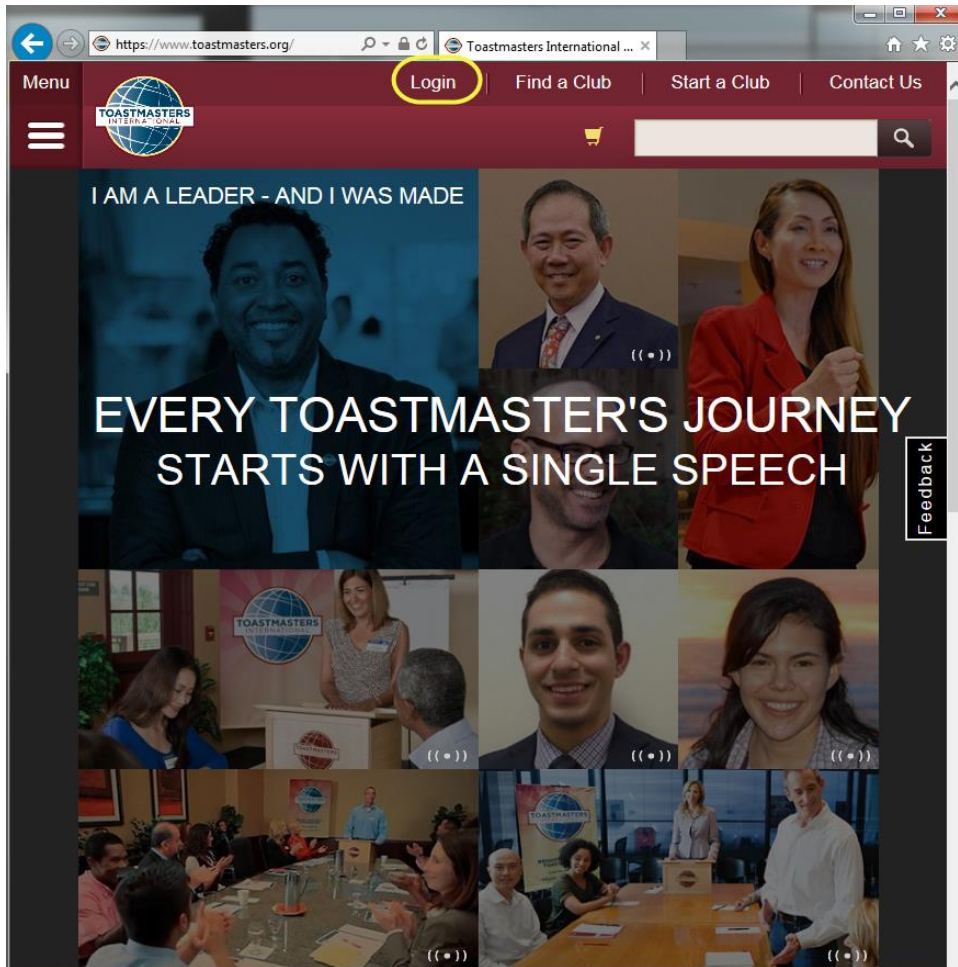 https://www.toastmasters.org/
Toastmasters International ...
Menu
Login
Find a Club
Start a Club
Contact Us
TOASTMASTERS
INTERNATIONAL
I AM A LEADER - AND I WAS MADE
EVERY TOASTMASTER'S JOURNEY
STARTS WITH A SINGLE SPEECH
Feedback
TOASTMASTERS
INTERNATIONAL
TOASTMASTERS